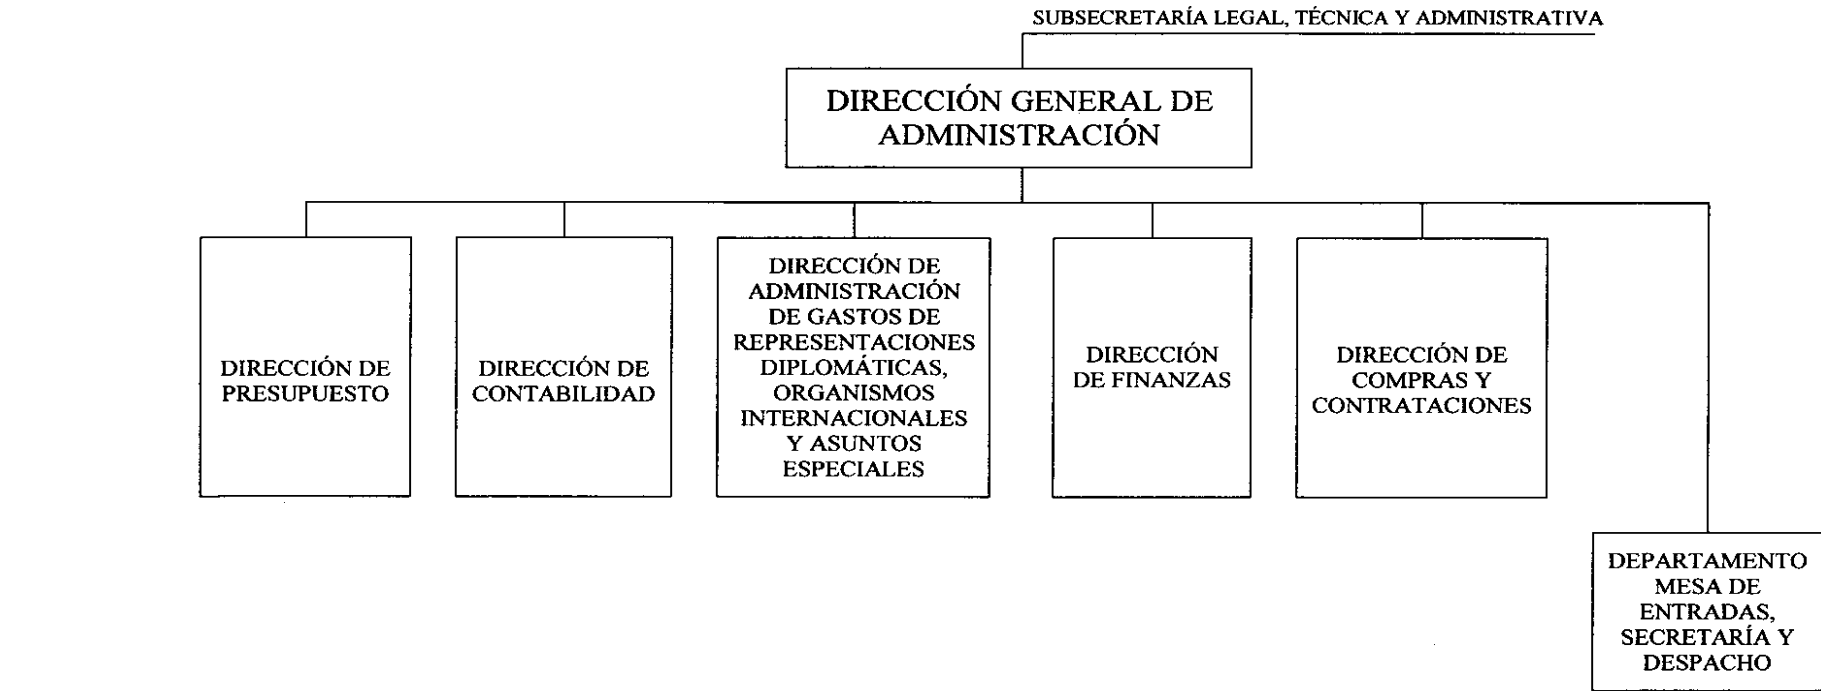 SUBSECRETARÍA LEGAL, TÉCNICA Y ADMINISTRATIVA
DIRECCIÓN GENERAL DE
ADMINISTRACIÓN
DIRECCIÓN DE
PRESUPUESTO
DIRECCIÓN DE
CONTABILIDAD
DIRECCIÓN DE
ADMINISTRACIÓN
DE GASTOS DE
REPRESENTACIONES
DIPLOMÁTICAS,
ORGANISMOS
INTERNACIONALES
Y ASUNTOS
ESPECIALES
DIRECCIÓN
DE FINANZAS
DIRECCIÓN DE
COMPRAS Y
CONTRATACIONES
DEPARTAMENTO
MESA DE
ENTRADAS,
SECRETARÍA Y
DESPACHO